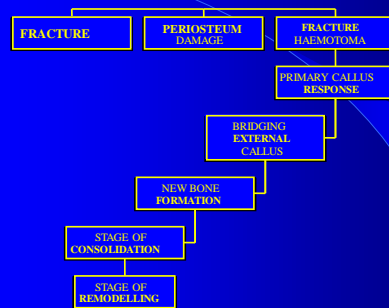 FRACTURE
PERIOSTEUM
DAMAGE
FRACTURE
HAEMOTOMA
PRIMARY CALLUS
RESPONSE
BRIDGING
EXTERNAL
CALLUS
NEW BONE
FORMATION
STAGE OF
CONSOLIDATION
STAGE OF
REMODELLING